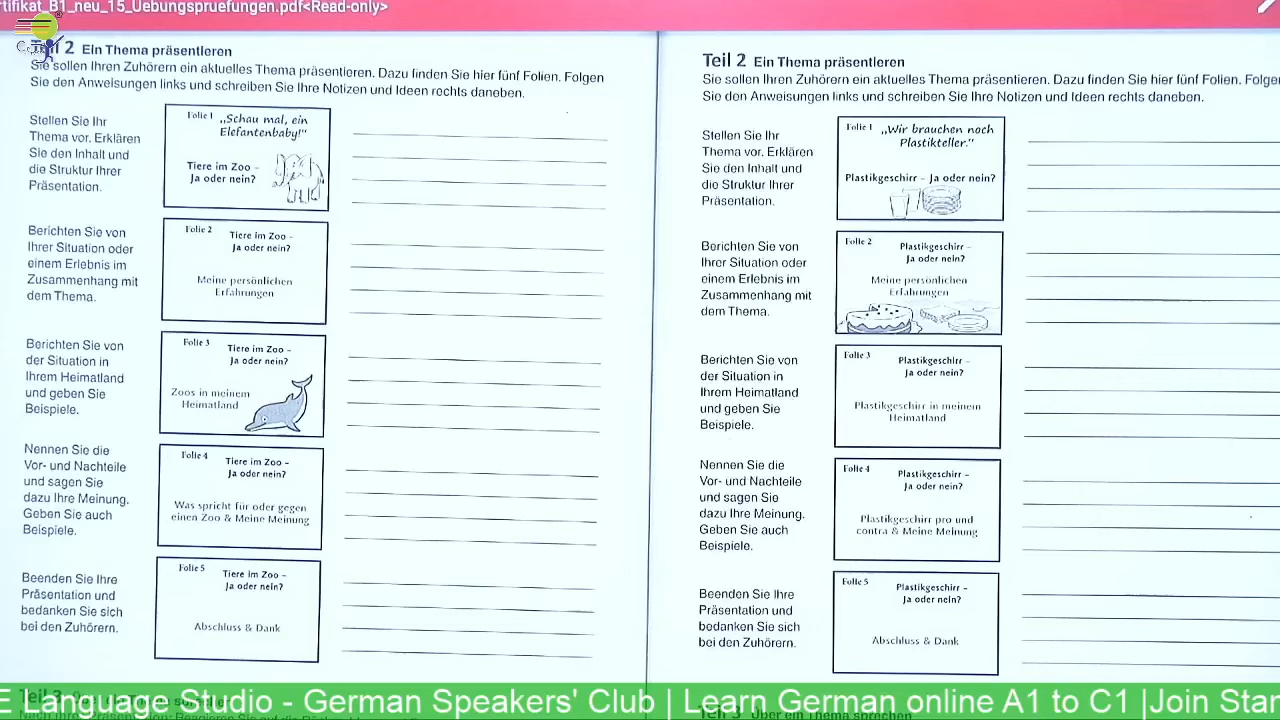 rtifikat_B1_neu_15_Uebungspruefungen.pdf<Read-only>
Teil 2 Ein Thema präsentieren
Sie sollen Ihren Zuhörern ein aktuelles Thema präsentieren. Dazu finden Sie hier fünf Folien. Folgen
Sie den Anweisungen links und schreiben Sie Ihre Notizen und Ideen rechts daneben.
Stellen Sie Ihr
Thema vor. Erklären
Sie den Inhalt und
die Struktur Ihrer
Präsentation.
Folie 1
„Schau mal, ein
Elefantenbaby!“
Tiere im Zoo –
Ja oder nein?
Berichten Sie von
Ihrer Situation oder
einem Erlebnis im
Zusammenhang mit
dem Thema.
Folie 2
Tiere im Zoo –
Ja oder nein?
Meine persönlichen
Erfahrungen
Berichten Sie von
der Situation in
Ihrem Heimatland
und geben Sie
Beispiele.
Folie 3
Tiere im Zoo –
Ja oder nein?
Zoos in meinem
Heimatland
Nennen Sie die
Vor- und Nachteile
und sagen Sie
dazu Ihre Meinung.
Geben Sie auch
Beispiele.
Folie 4
Tiere im Zoo –
Ja oder nein?
Was spricht für oder gegen
einen Zoo & Meine Meinung
Beenden Sie Ihre
Präsentation und
bedanken Sie sich
bei den Zuhörern.
Folie 5
Tiere im Zoo –
Ja oder nein?
Abschluss & Dank
Teil 2 Ein Thema präsentieren
Sie sollen Ihren Zuhörern ein aktuelles Thema präsentieren. Dazu finden Sie hier fünf Folien. Folge
Sie den Anweisungen links und schreiben Sie Ihre Notizen und Ideen rechts daneben.
Stellen Sie Ihr
Thema vor. Erklären
Sie den Inhalt und
die Struktur Ihrer
Präsentation.
Folie 1
„Wir brauchen noch
Plastikteller.“
Plastikgeschirr – Ja oder nein?
Berichten Sie von
Ihrer Situation oder
einem Erlebnis im
Zusammenhang mit
dem Thema.
Folie 2
Plastikgeschirr –
Ja oder nein?
Meine persönlichen
Erfahrungen
Berichten Sie von
der Situation in
Ihrem Heimatland
und geben Sie
Beispiele.
Folie 3
Plastikgeschirr –
Ja oder nein?
Plastikgeschirr in meinem
Heimatland
Nennen Sie die
Vor- und Nachteile
und sagen Sie
dazu Ihre Meinung.
Geben Sie auch
Beispiele.
Folie 4
Plastikgeschirr –
Ja oder nein?
Plastikgeschirr pro und
contra & Meine Meinung
Beenden Sie Ihre
Präsentation und
bedanken Sie sich
bei den Zuhörern.
Folie 5
Plastikgeschirr –
Ja oder nein?
Abschluss & Dank
Teil 3 Über ein Thema sprechen
E Language Studio - German Speakers' Club | Learn German online A1 to C1 |Join Star